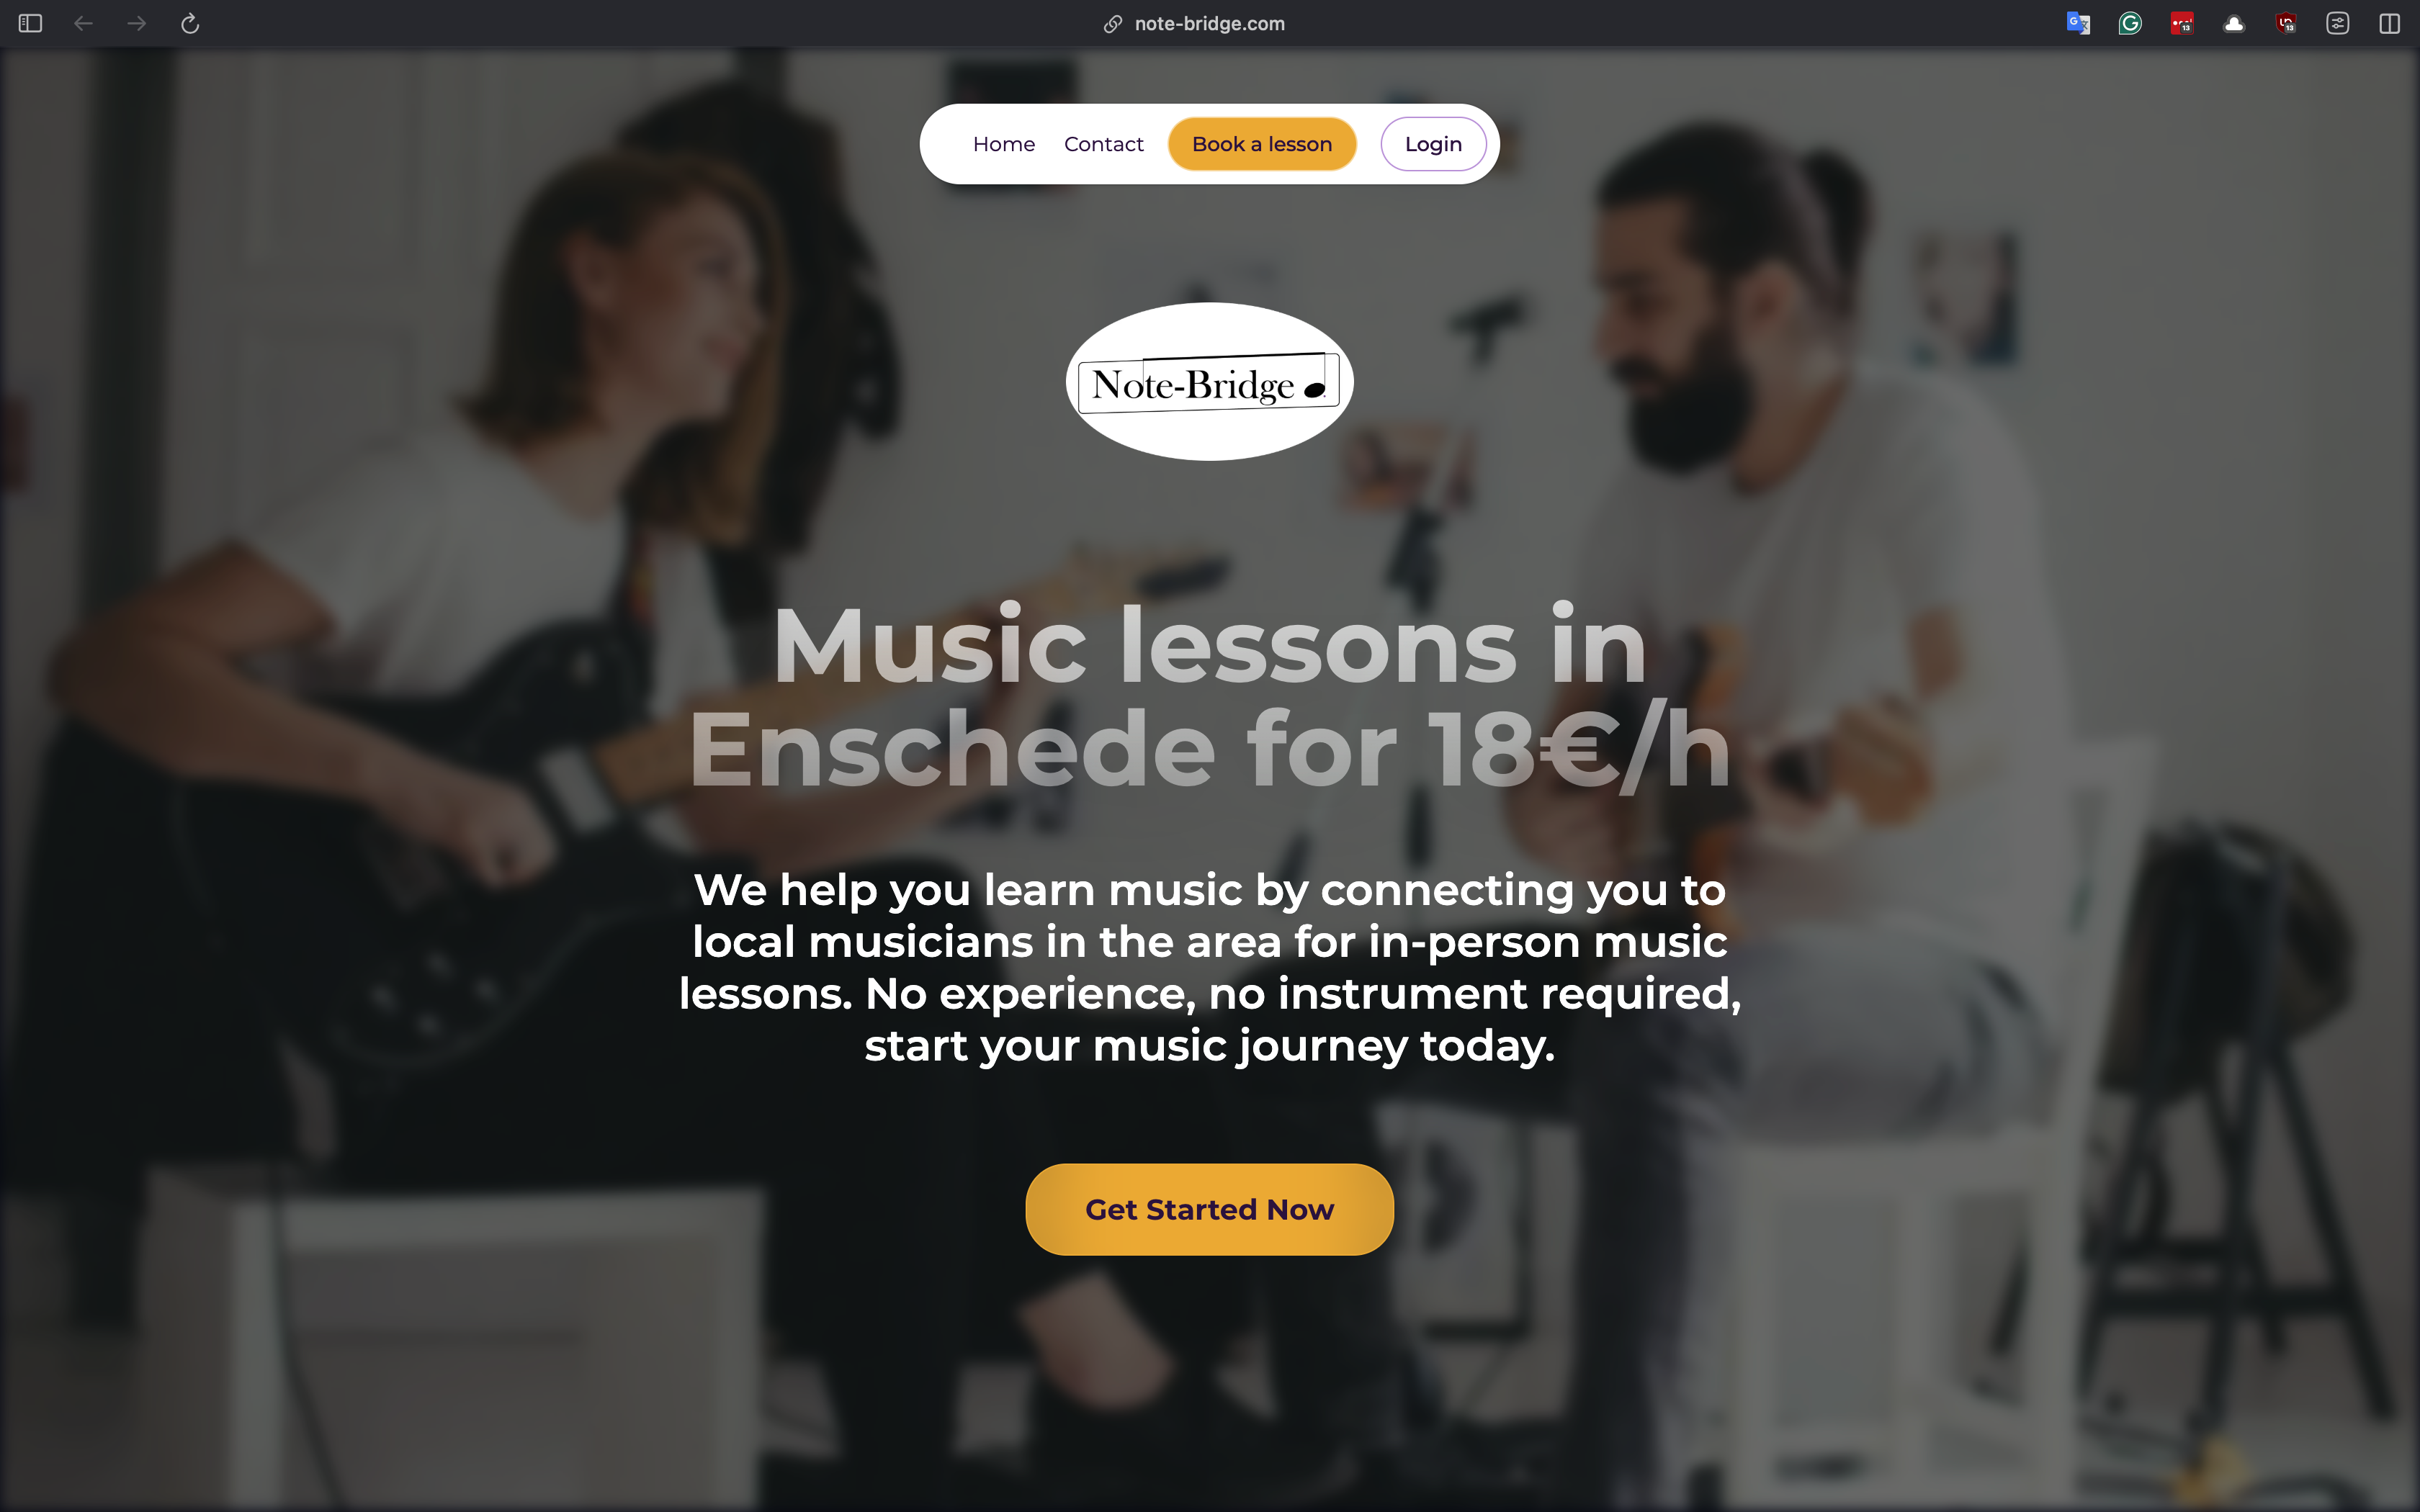 note-bridge.com
Home Contact Book a lesson Login
Note-Bridge
Music lessons in
Enschede for 18€/h
We help you learn music by connecting you to
local musicians in the area for in-person music
lessons. No experience, no instrument required,
start your music journey today.
Get Started Now